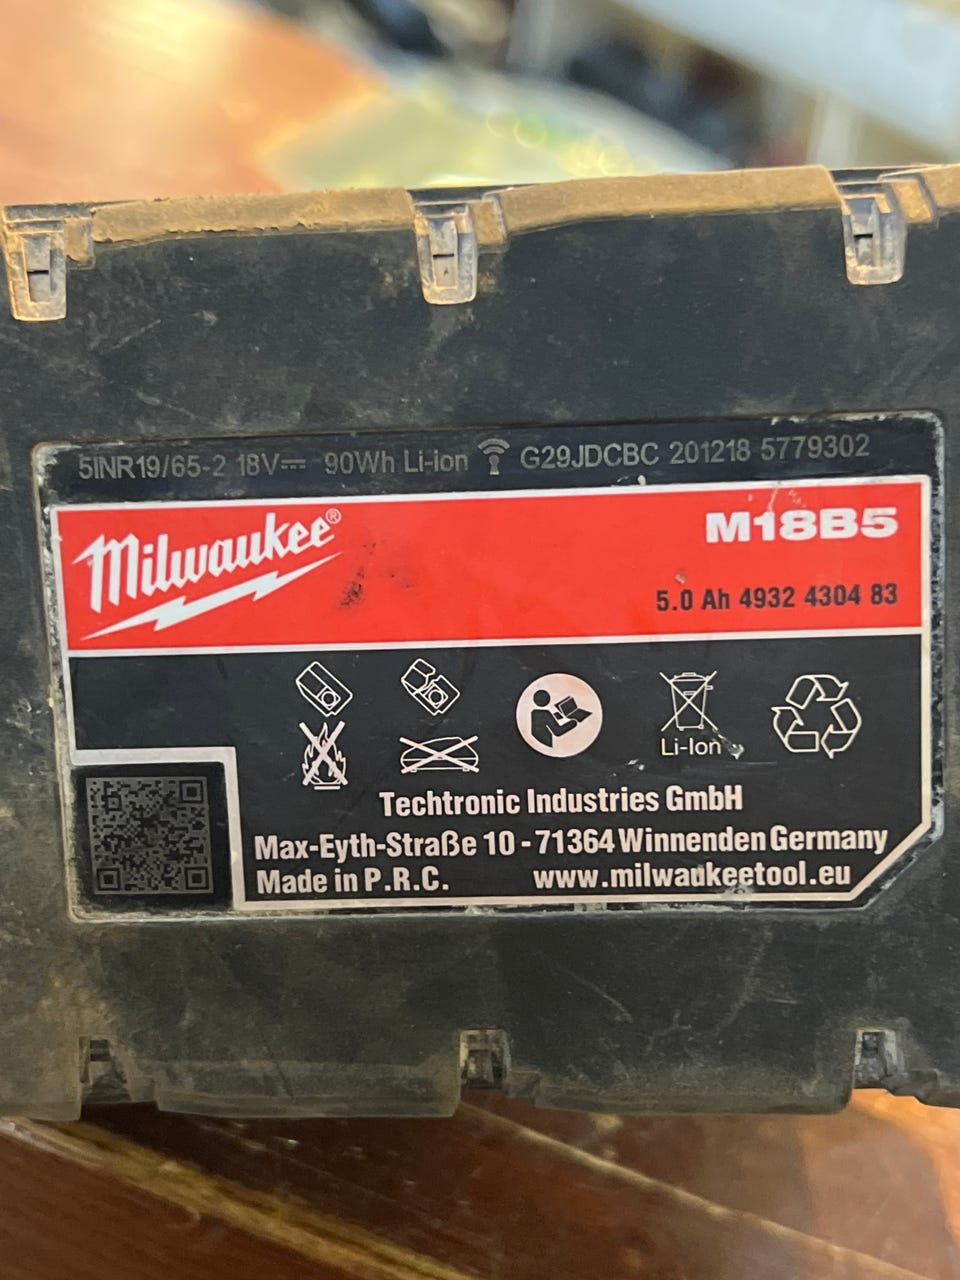 5INR19/65-2 18V⎓ 90Wh Li-ion G29JDCBC 201218 5779302
Milwaukee®
M18B5
5.0 Ah 4932 4304 83
Li-Ion
Techtronic Industries GmbH
Max-Eyth-Straße 10 - 71364 Winnenden Germany
Made in P.R.C. www.milwaukeetool.eu